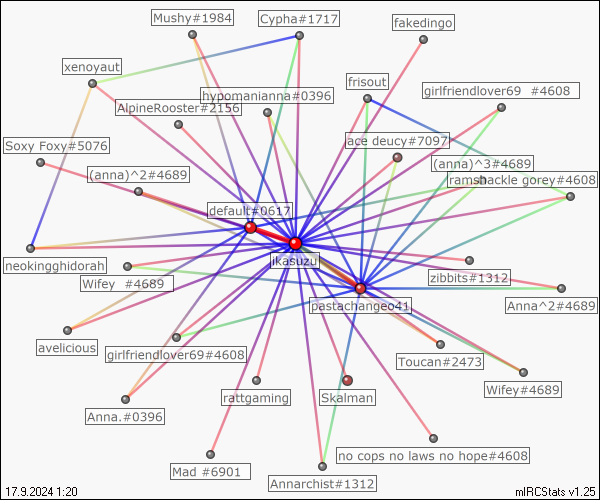 Mushy#1984
Cypha#1717
fakedingo
xenoyaut
frisout
girlfriendlover69 #4608
hypomanianna#0396
AlpineRooster#2156
ace deucy#7097
Soxy Foxy#5076
(anna)^3#4689
(anna)^2#4689
ramshackle gorey#4608
default#0617
ikasuzu
neokingghidorah
Wifey #4689
zibbits#1312
pastachangeo41
Anna^2#4689
avelicious
girlfriendlover69#4608
Toucan#2473
Wifey#4689
rattgaming
Skalman
Anna.#0396
no cops no laws no hope#4608
Mad #6901
Annarchist#1312
17.9.2024 1:20
mIRCStats v1.25